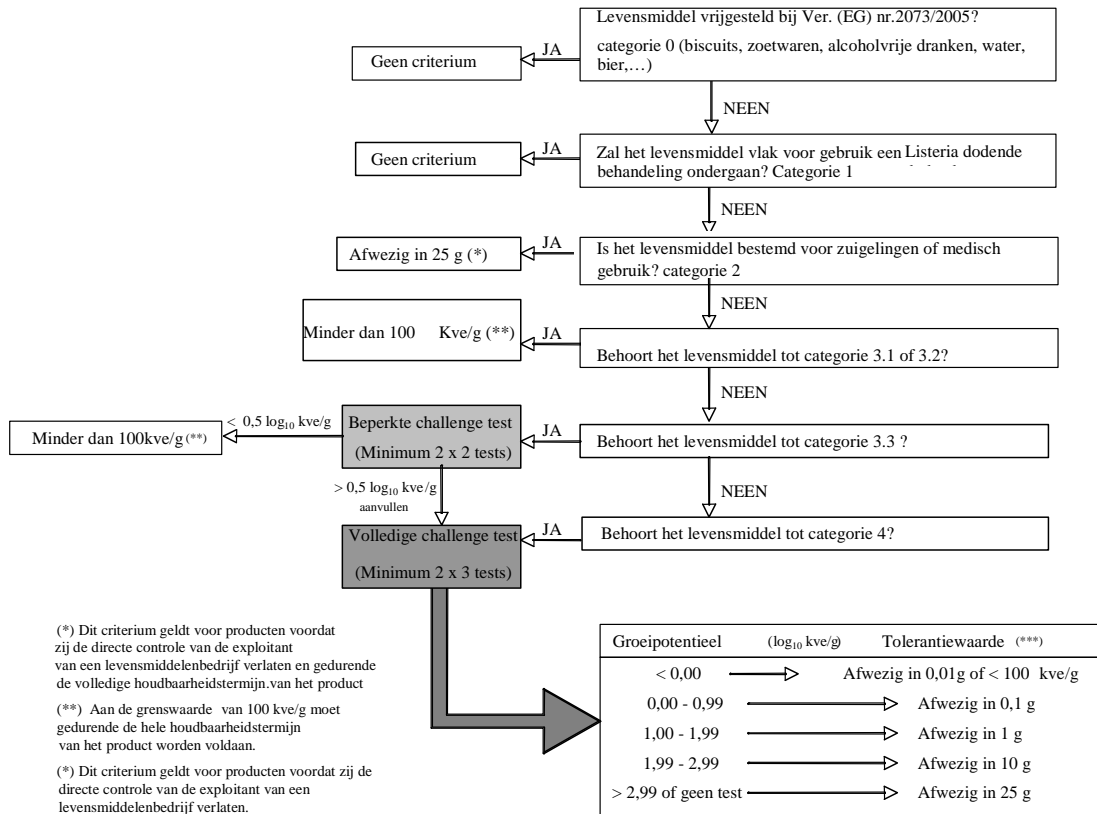 Levensmiddel vrijgesteld bij Ver. (EG) nr.2073/2005?
categorie 0 (biscuits, zoetwaren, alcoholvrije dranken, water,
bier,…)
JA
Geen criterium
NEEN
Zal het levensmiddel vlak voor gebruik een Listeria dodende
behandeling ondergaan? Categorie 1
JA
Geen criterium
NEEN
Is het levensmiddel bestemd voor zuigelingen of medisch
gebruik? categorie 2
JA
Afwezig in 25 g (*)
NEEN
Behoort het levensmiddel tot categorie 3.1 of 3.2?
JA
Minder dan 100 Kve/g (**)
NEEN
Behoort het levensmiddel tot categorie 3.3 ?
JA
Beperkte challenge test
(Minimum 2 x 2 tests)
< 0,5 log10 kve/g
Minder dan 100kve/g (**)
> 0,5 log10 kve/g
aanvullen
NEEN
Behoort het levensmiddel tot categorie 4?
JA
Volledige challenge test
(Minimum 2 x 3 tests)
(*) Dit criterium geldt voor producten voordat
zij de directe controle van de exploitant
van een levensmiddelenbedrijf verlaten en gedurende
de volledige houdbaarheidstermijn.van het product
(**) Aan de grenswaarde van 100 kve/g moet
gedurende de hele houdbaarheidstermijn
van het product worden voldaan.
(*) Dit criterium geldt voor producten voordat zij de
directe controle van de exploitant van een
levensmiddelenbedrijf verlaten.
Groeipotentieel (log10 kve/g) Tolerantiewaarde (***)
< 0,00 Afwezig in 0,01g of < 100 kve/g
0,00 - 0,99 Afwezig in 0,1 g
1,00 - 1,99 Afwezig in 1 g
1,99 - 2,99 Afwezig in 10 g
> 2,99 of geen test Afwezig in 25 g